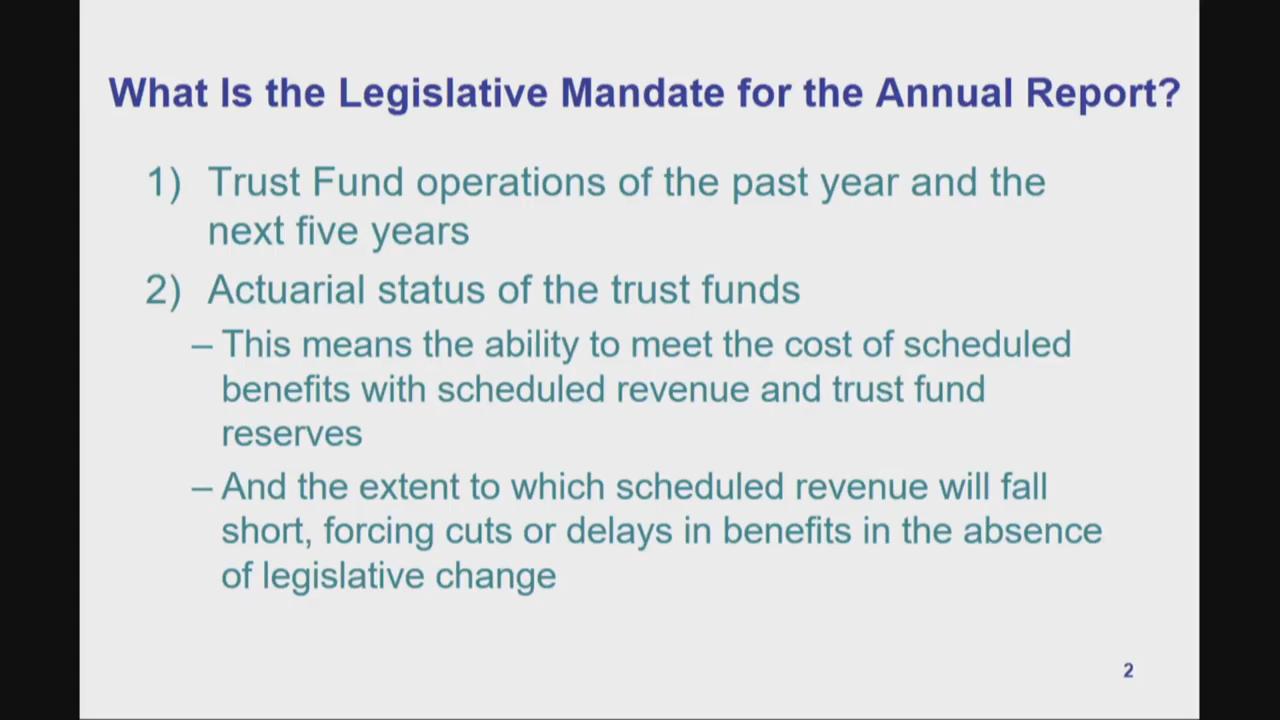 What Is the Legislative Mandate for the Annual Report?
1) Trust Fund operations of the past year and the
next five years
2) Actuarial status of the trust funds
– This means the ability to meet the cost of scheduled
benefits with scheduled revenue and trust fund
reserves
– And the extent to which scheduled revenue will fall
short, forcing cuts or delays in benefits in the absence
of legislative change
2